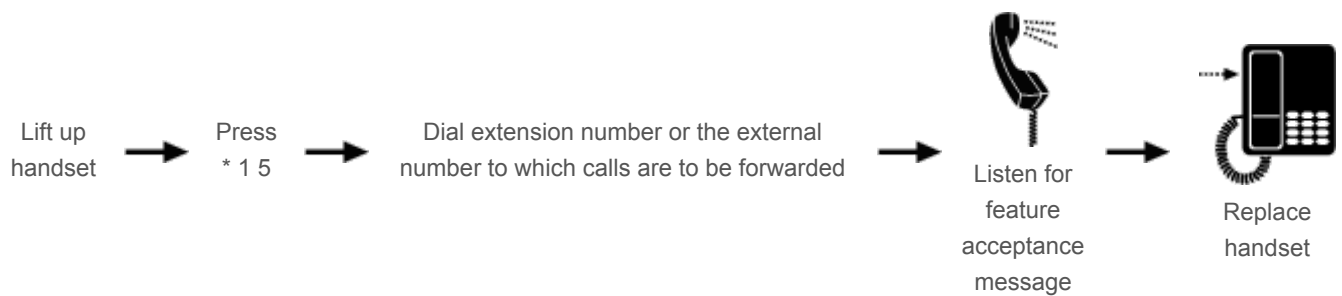 Lift up
handset
Press
* 1 5
Dial extension number or the external
number to which calls are to be forwarded
Listen for
feature
acceptance
message
Replace
handset